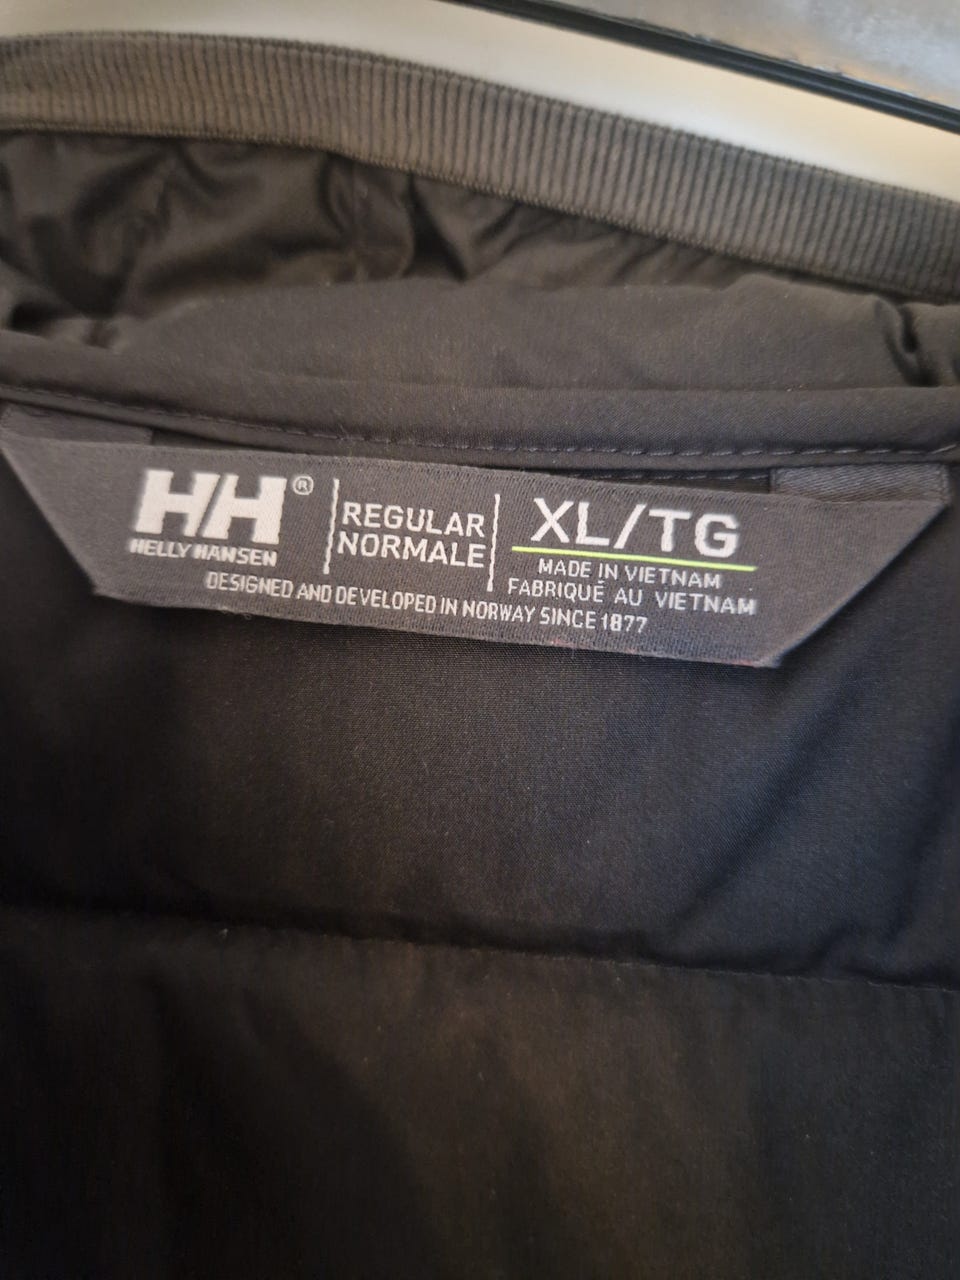 HH®
HELLY HANSEN
REGULAR
NORMALE
XL/TG
MADE IN VIETNAM
FABRIQUÉ AU VIETNAM
DESIGNED AND DEVELOPED IN NORWAY SINCE 1877